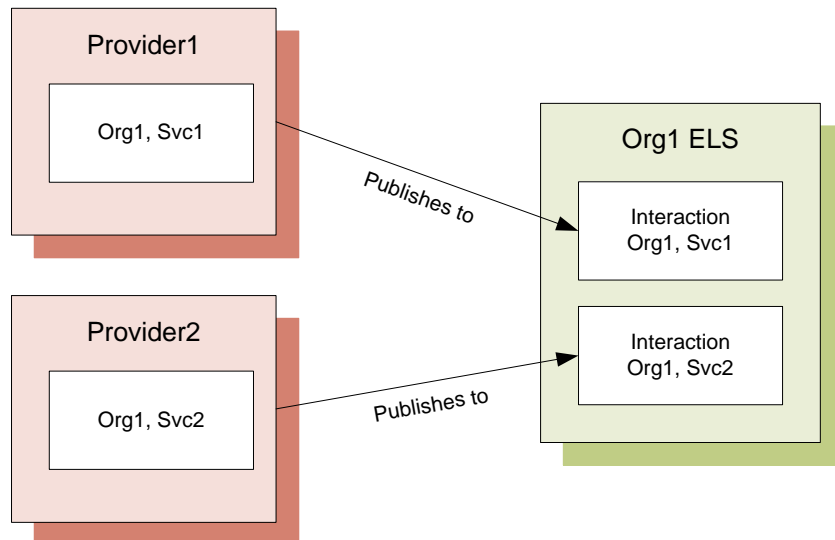 Provider1
Org1, Svc1
Publishes to
Org1 ELS
Interaction
Org1, Svc1
Provider2
Org1, Svc2
Publishes to
Interaction
Org1, Svc2